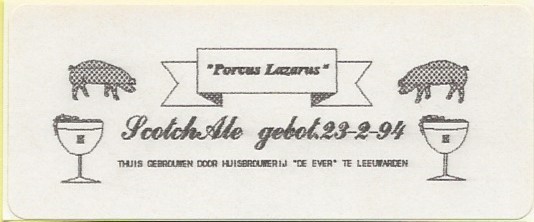 "Porcus Lazarus"
ScotchAle gebot.23-2-94
THUIS GEBROUWEN DOOR HUISBROUWERIJ "DE EVER" TE LEEUWARDEN